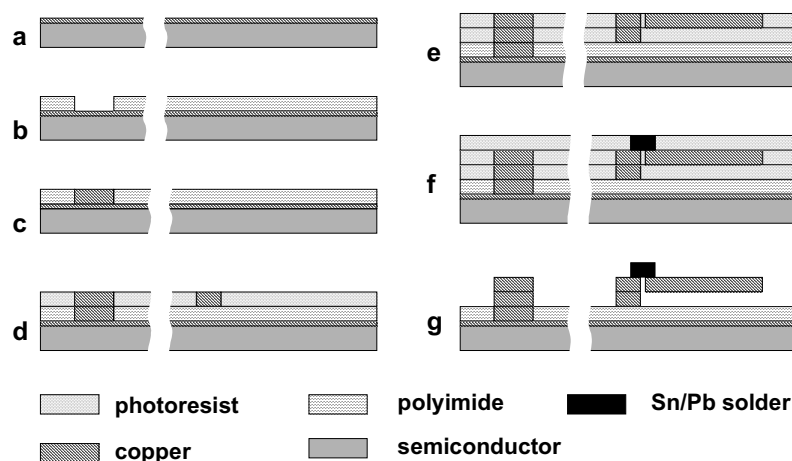 a
b
c
d
e
f
g
photoresist
polyimide
Sn/Pb solder
copper
semiconductor